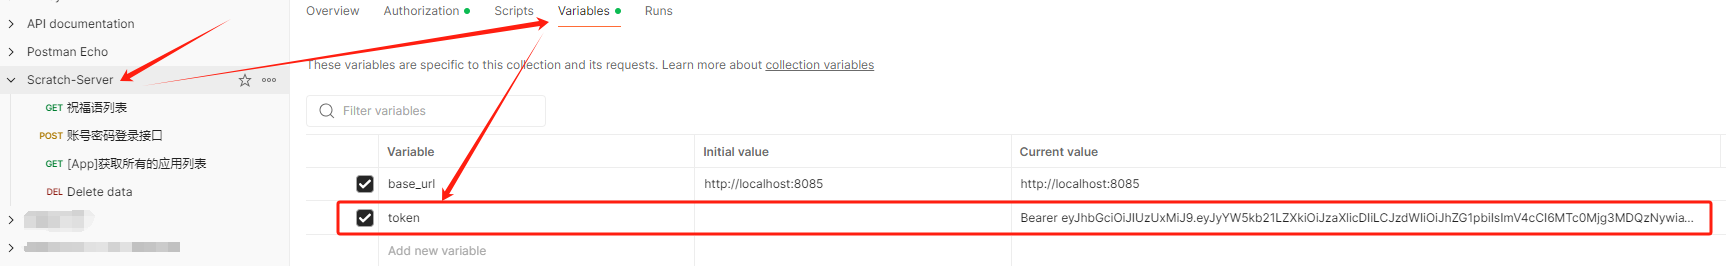 API documentation
Postman Echo
Scratch-Server
GET 祝福语列表
POST 账号密码登录接口
GET [App]获取所有的应用列表
DEL Delete data
Overview Authorization Scripts Variables Runs
These variables are specific to this collection and its requests. Learn more about collection variables
Filter variables
Variable Initial value Current value
base_url http://localhost:8085 http://localhost:8085
token Bearer eyJhbGciOiJIUzUxMiJ9.eyJyYW5kb21LZXkiOiJzaXlicDliLCJzdWIiOiJhZG1pbiIsImV4cCI6MTc0Mjg3MDQzNywia...
Add new variable